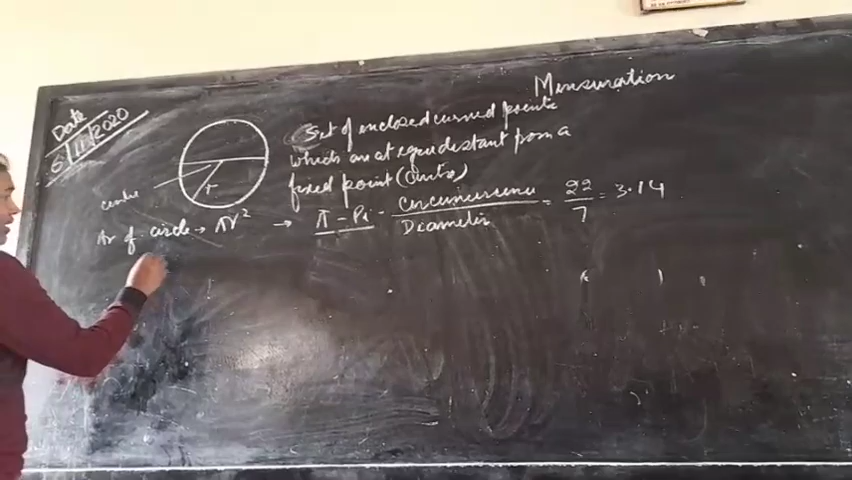 Mensuration
Date
6/11/2020
Set of enclosed curved points
which are at equidistant from a
fixed point (Centre)
centre
r
Ar of circle → πr² → π - Pi - Circumference / Diameter = 22/7 = 3.14